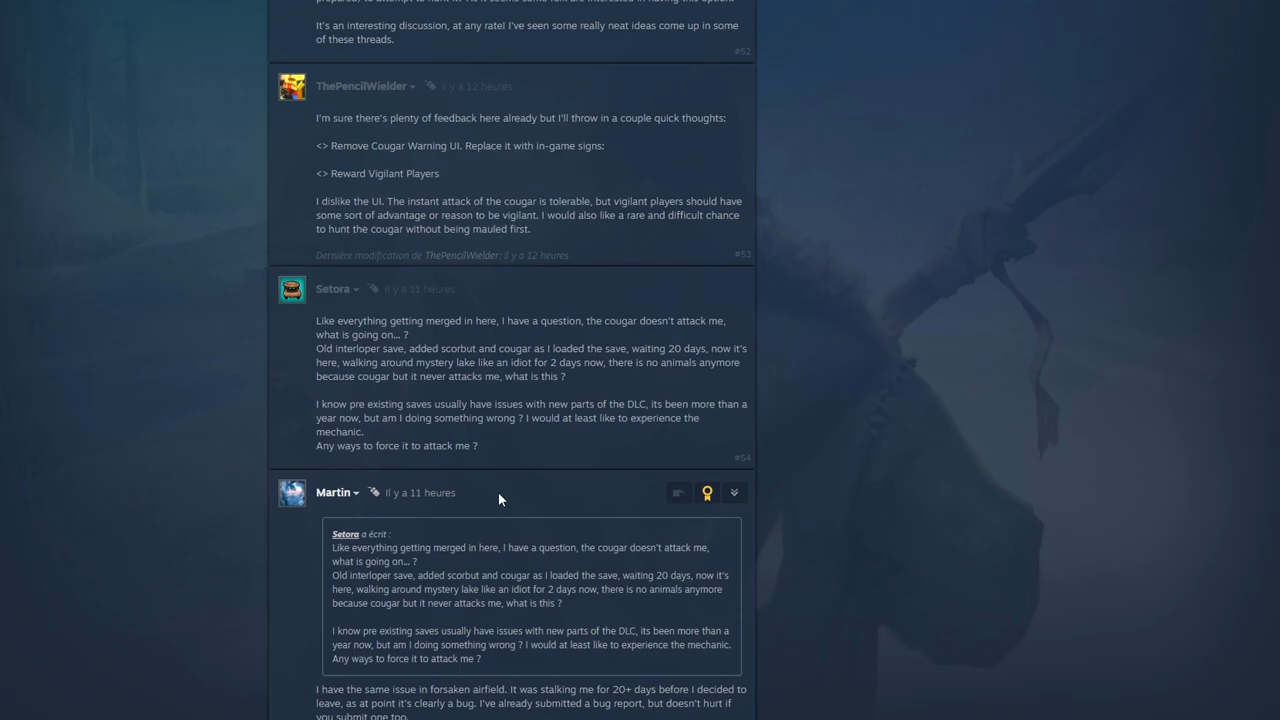 prepared, to attempt to hunt it. As it seems some folk are interested in having this option.
It's an interesting discussion, at any rate! I've seen some really neat ideas come up in some
of these threads.
#52
ThePencilWielder
Il y a 12 heures
I'm sure there's plenty of feedback here already but I'll throw in a couple quick thoughts:
<> Remove Cougar Warning UI. Replace it with in-game signs:
<> Reward Vigilant Players
I dislike the UI. The instant attack of the cougar is tolerable, but vigilant players should have
some sort of advantage or reason to be vigilant. I would also like a rare and difficult chance
to hunt the cougar without being mauled first.
Dernière modification de ThePencilWielder; il y a 12 heures
#53
Setora
Il y a 11 heures
Like everything getting merged in here, I have a question, the cougar doesn't attack me,
what is going on... ?
Old interloper save, added scorbut and cougar as I loaded the save, waiting 20 days, now it's
here, walking around mystery lake like an idiot for 2 days now, there is no animals anymore
because cougar but it never attacks me, what is this ?
I know pre existing saves usually have issues with new parts of the DLC, its been more than a
year now, but am I doing something wrong ? I would at least like to experience the
mechanic.
Any ways to force it to attack me ?
#54
Martin
Il y a 11 heures
Setora a écrit :
Like everything getting merged in here, I have a question, the cougar doesn't attack me,
what is going on... ?
Old interloper save, added scorbut and cougar as I loaded the save, waiting 20 days, now it's
here, walking around mystery lake like an idiot for 2 days now, there is no animals anymore
because cougar but it never attacks me, what is this ?
I know pre existing saves usually have issues with new parts of the DLC, its been more than a
year now, but am I doing something wrong ? I would at least like to experience the mechanic.
Any ways to force it to attack me ?
I have the same issue in forsaken airfield. It was stalking me for 20+ days before I decided to
leave, as at point it's clearly a bug. I've already submitted a bug report, but doesn't hurt if
you submit one too.